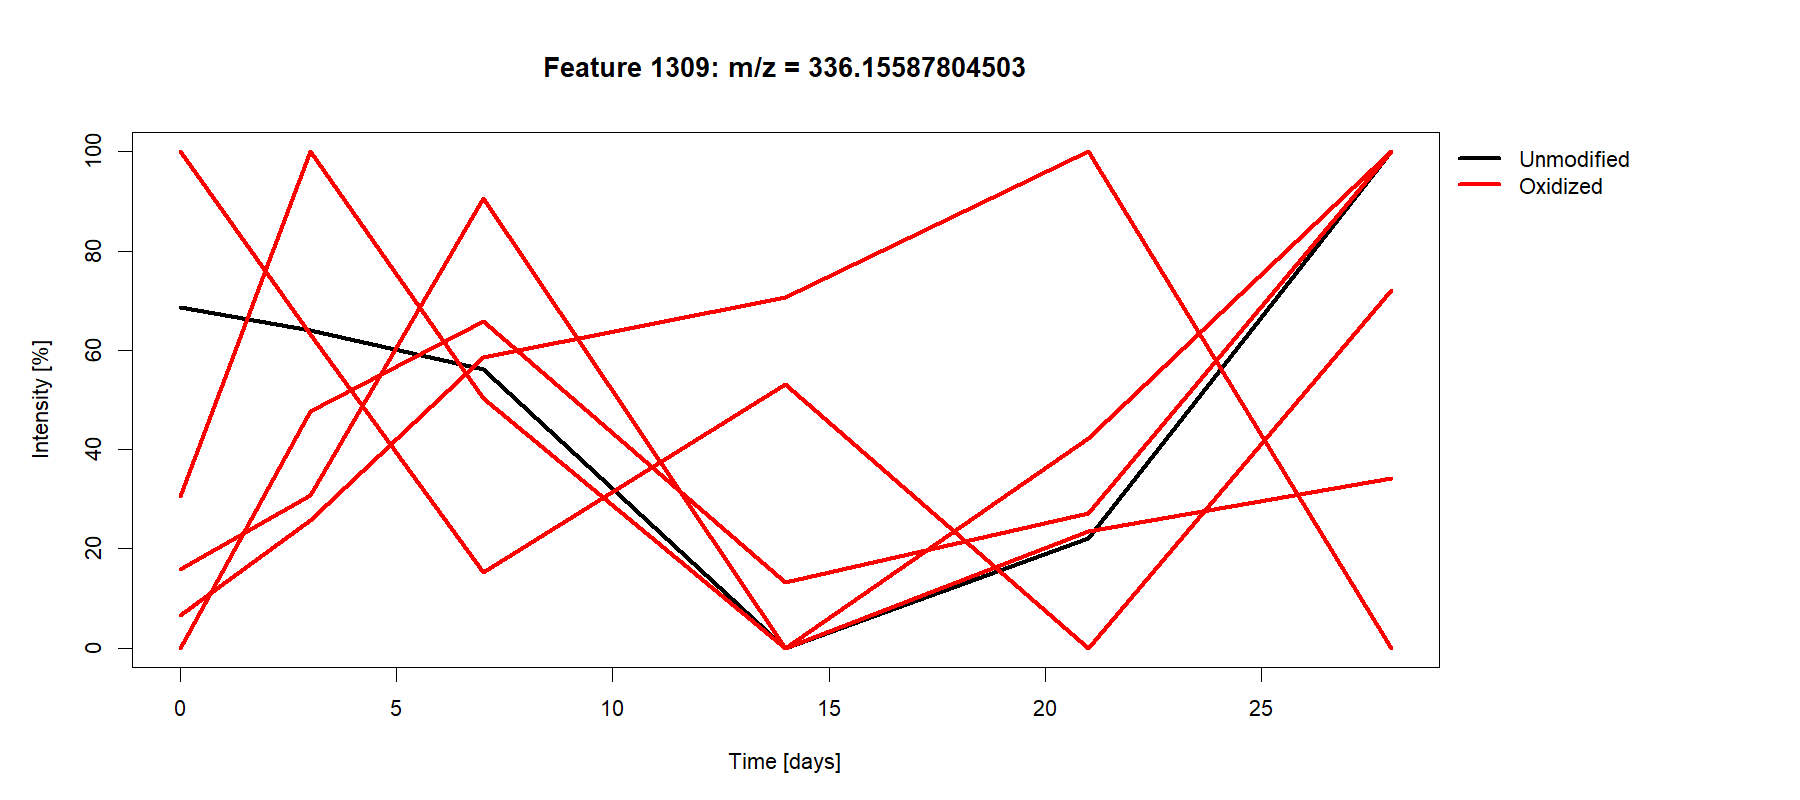 Feature 1309: m/z = 336.15587804503
Unmodified
Oxidized
100
80
60
40
20
0
Intensity [%]
0 5 10 15 20 25
Time [days]